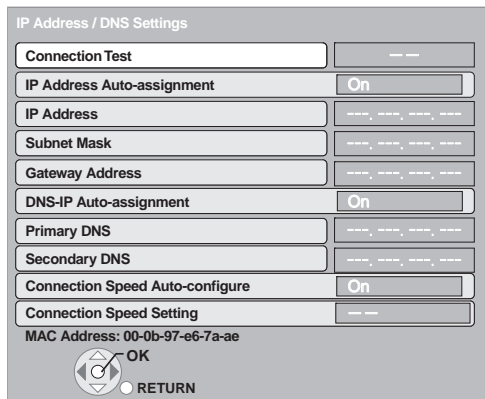 IP Address / DNS Settings
Connection Test — —
IP Address Auto-assignment On
IP Address ---. ---. ---. ---
Subnet Mask ---. ---. ---. ---
Gateway Address ---. ---. ---. ---
DNS-IP Auto-assignment On
Primary DNS ---. ---. ---. ---
Secondary DNS ---. ---. ---. ---
Connection Speed Auto-configure On
Connection Speed Setting — —
MAC Address: 00-0b-97-e6-7a-ae
OK
RETURN